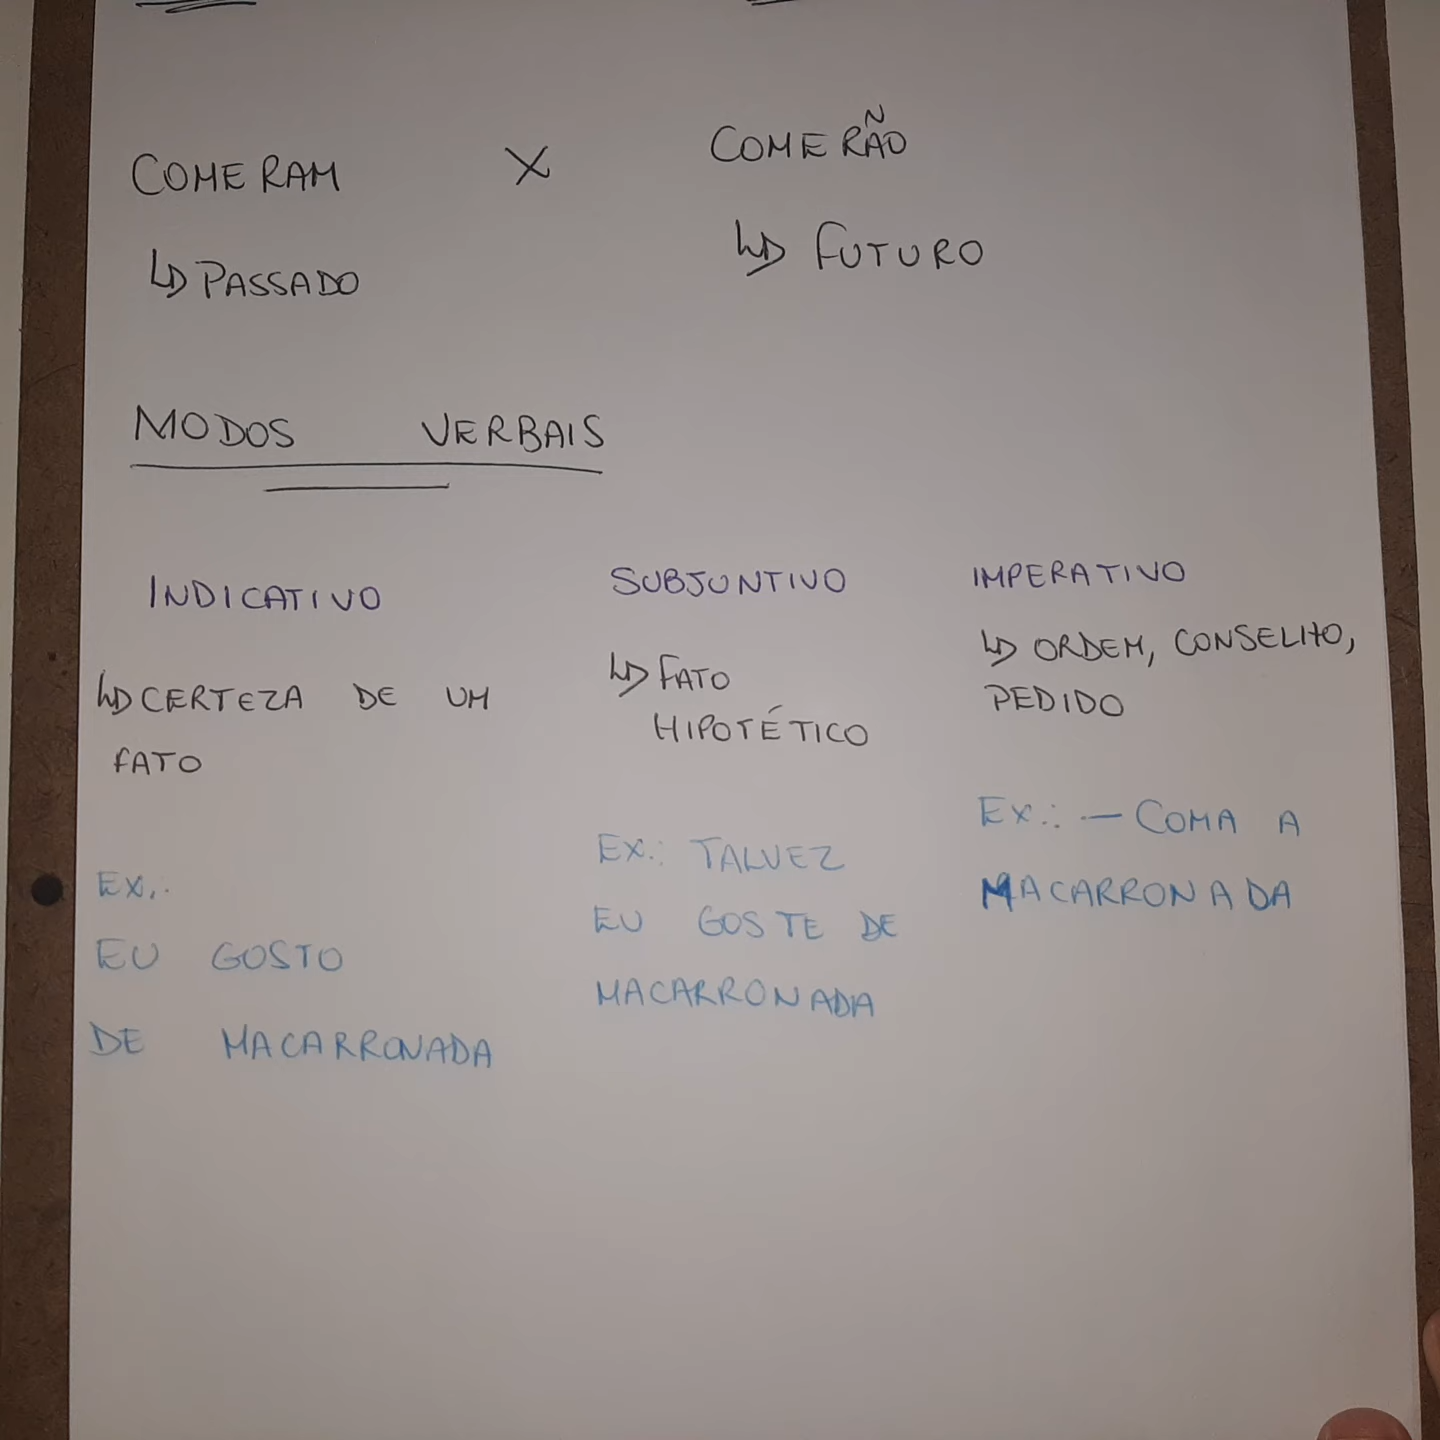 COMERAM X COMERÃO
↳ PASSADO ↳ FUTURO
MODOS VERBAIS
INDICATIVO
↳ CERTEZA DE UM
FATO
EX.:
EU GOSTO
DE MACARRONADA
SUBJUNTIVO
↳ FATO
HIPOTÉTICO
EX.: TALVEZ
EU GOSTE DE
MACARRONADA
IMPERATIVO
↳ ORDEM, CONSELHO,
PEDIDO
EX.: — COMA A
MACARRONADA